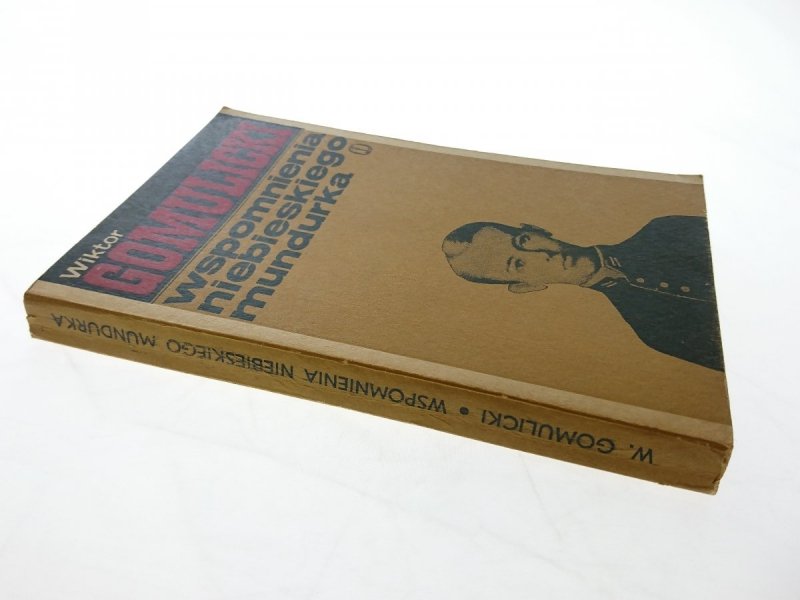 Wiktor
GOMULICKI
wspomnienia
niebieskiego
mundurka
W. GOMULICKI • WSPOMNIENIA NIEBIESKIEGO MUNDURKA